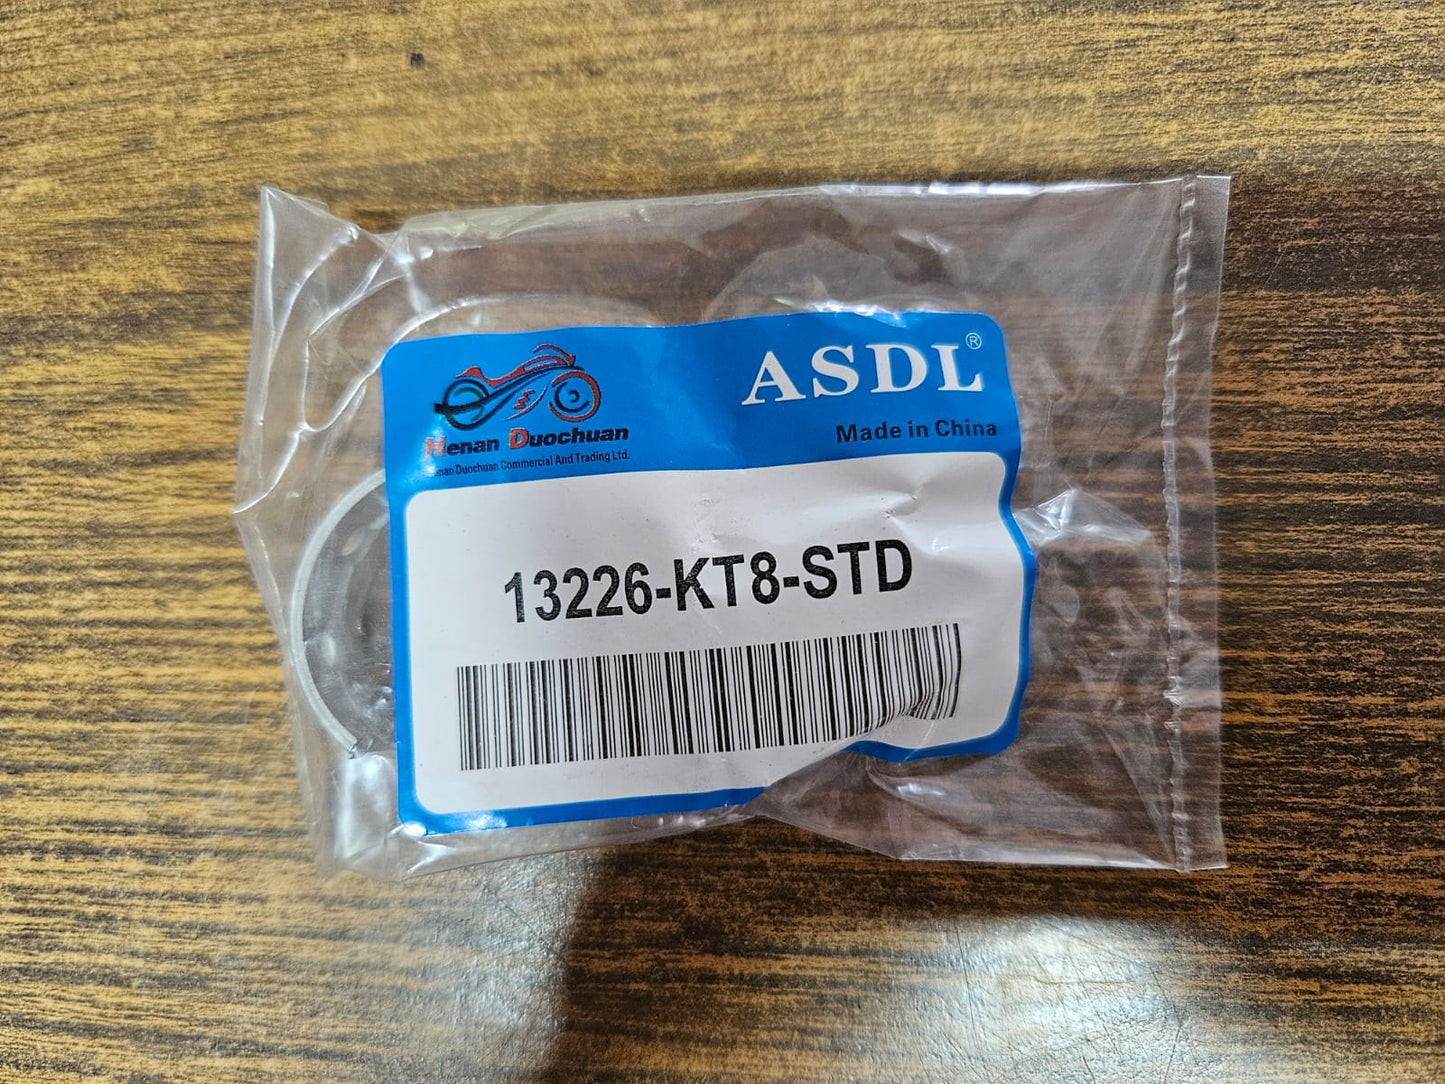 ASDL®
Made in China
Henan Duochuan
Henan Duochuan Commercial And Trading Ltd.
13226-KT8-STD